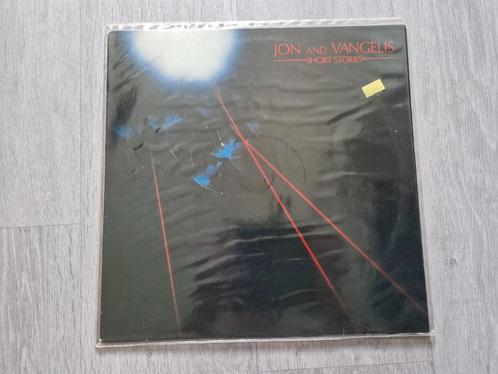 JON AND VANGELIS
SHORT STORIES